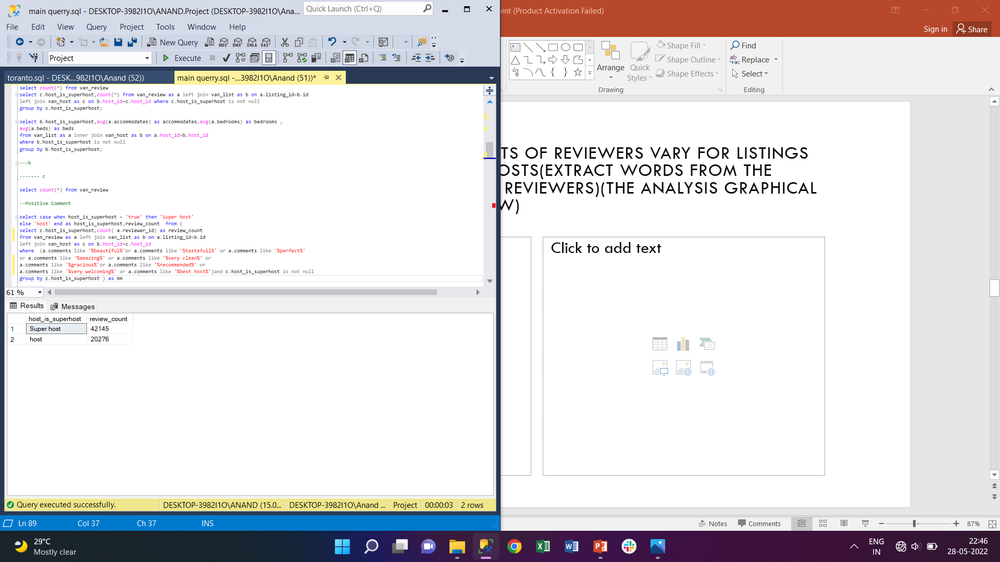 main querry.sql - DESKTOP-3982I1O\ANAND.Project (DESKTOP-3982I1O\Ana...
Quick Launch (Ctrl+Q)
File Edit View Query Project Tools Window Help
New Query
MDX DMX XMLA DAX
Project
Execute
toranto.sql - DESK...982I1O\Anand (52))
main querry.sql -...3982I1O\Anand (51))*
select count(*) from van_review
select c.host_is_superhost,count(*) from van_review as a left join van_list as b on a.listing_id=b.id
left join van_host as c on b.host_id=c.host_id where c.host_is_superhost is not null
group by c.host_is_superhost;
select b.host_is_superhost,avg(a.accommodates) as accommodates,avg(a.bedrooms) as bedrooms ,
avg(a.beds) as beds
from van_list as a inner join van_host as b on a.host_id=b.host_id
where b.host_is_superhost is not null
group by b.host_is_superhost;
---b
------- c
select count(*) from van_review
--Positive Comment
select case when host_is_superhost = 'true' then 'Super host'
else 'host' end as host_is_superhost,review_count  from (
select c.host_is_superhost,count( a.reviewer_id) as review_count
from van_review as a left join van_list as b on a.listing_id=b.id
left join van_host as c on b.host_id=c.host_id
where  (a.comments like '%beautiful%'or a.comments like '%tastefull%' or a.comments like '%perfect%'
or a.comments like '%amazing%' or a.comments like '%very clean%' or
a.comments like '%gracious%'or a.comments like '%recommended%' or
a.comments like '%very welcoming%' or a.comments like '%best host%')and c.host_is_superhost is not null
group by c.host_is_superhost ) as mm
61 %
Results Messages
host_is_superhost review_count
1 Super host 42145
2 host 20276
Query executed successfully. DESKTOP-3982I1O\ANAND (15.0... DESKTOP-3982I1O\Anand ... Project 00:00:03 2 rows
Ln 89 Col 37 Ch 37 INS
oint (Product Activation Failed)
Sign in Share
Arrange
Quick Styles
Shape Fill
Shape Outline
Shape Effects
Drawing
Find
Replace
Select
Editing
TS OF REVIEWERS VARY FOR LISTINGS
OSTS(EXTRACT WORDS FROM THE
REVIEWERS)(THE ANALYSIS GRAPHICAL
W)
Click to add text
Notes Comments 87%
29°C
Mostly clear
ENG
IN
22:46
28-05-2022